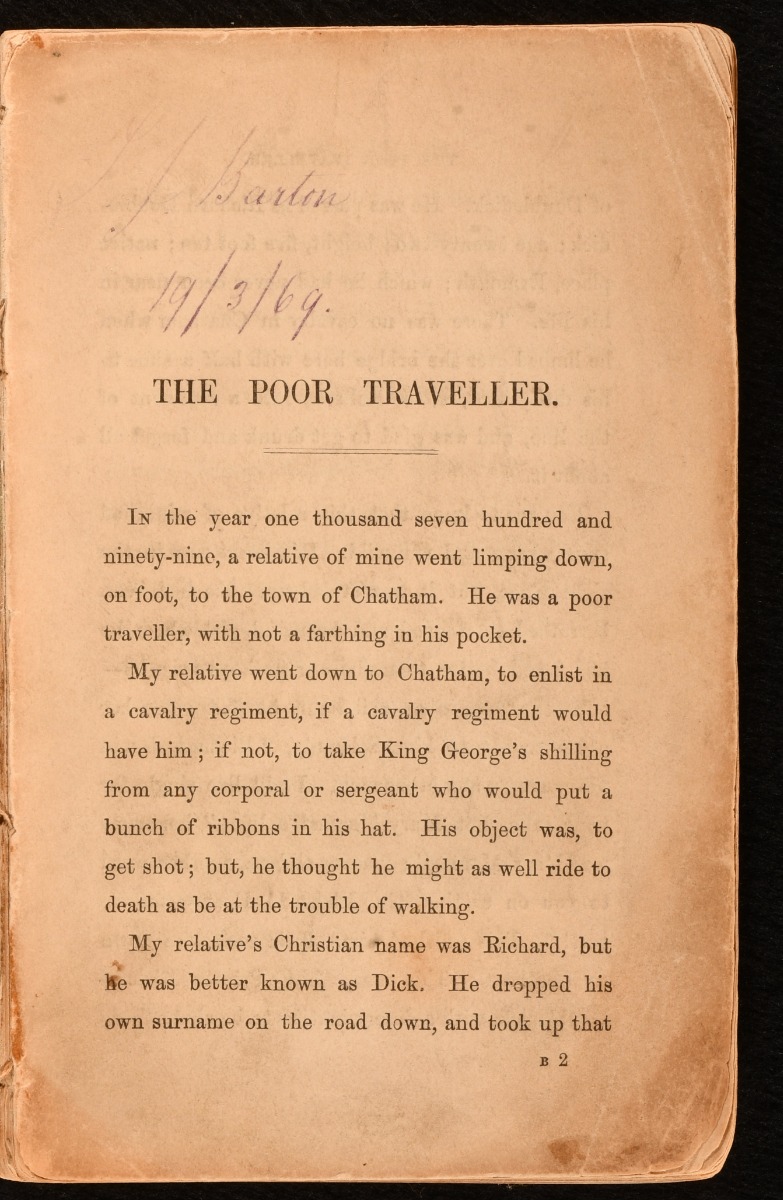 Barton
19/3/69.
THE POOR TRAVELLER.
IN the year one thousand seven hundred and
ninety-nine, a relative of mine went limping down,
on foot, to the town of Chatham. He was a poor
traveller, with not a farthing in his pocket.
My relative went down to Chatham, to enlist in
a cavalry regiment, if a cavalry regiment would
have him; if not, to take King George's shilling
from any corporal or sergeant who would put a
bunch of ribbons in his hat. His object was, to
get shot; but, he thought he might as well ride to
death as be at the trouble of walking.
My relative's Christian name was Richard, but
he was better known as Dick. He dropped his
own surname on the road down, and took up that
B 2